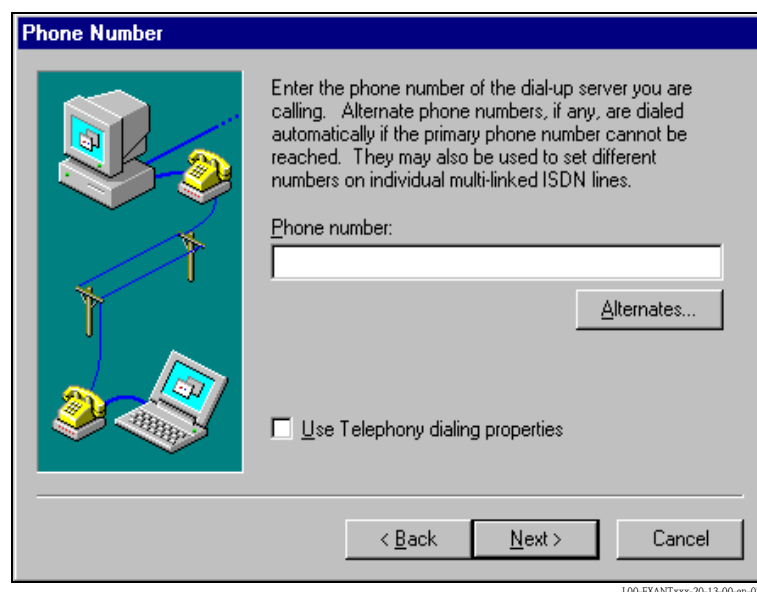 Phone Number
Enter the phone number of the dial-up server you are
calling. Alternate phone numbers, if any, are dialed
automatically if the primary phone number cannot be
reached. They may also be used to set different
numbers on individual multi-linked ISDN lines.
Phone number:
Alternates...
Use Telephony dialing properties
< Back
Next >
Cancel